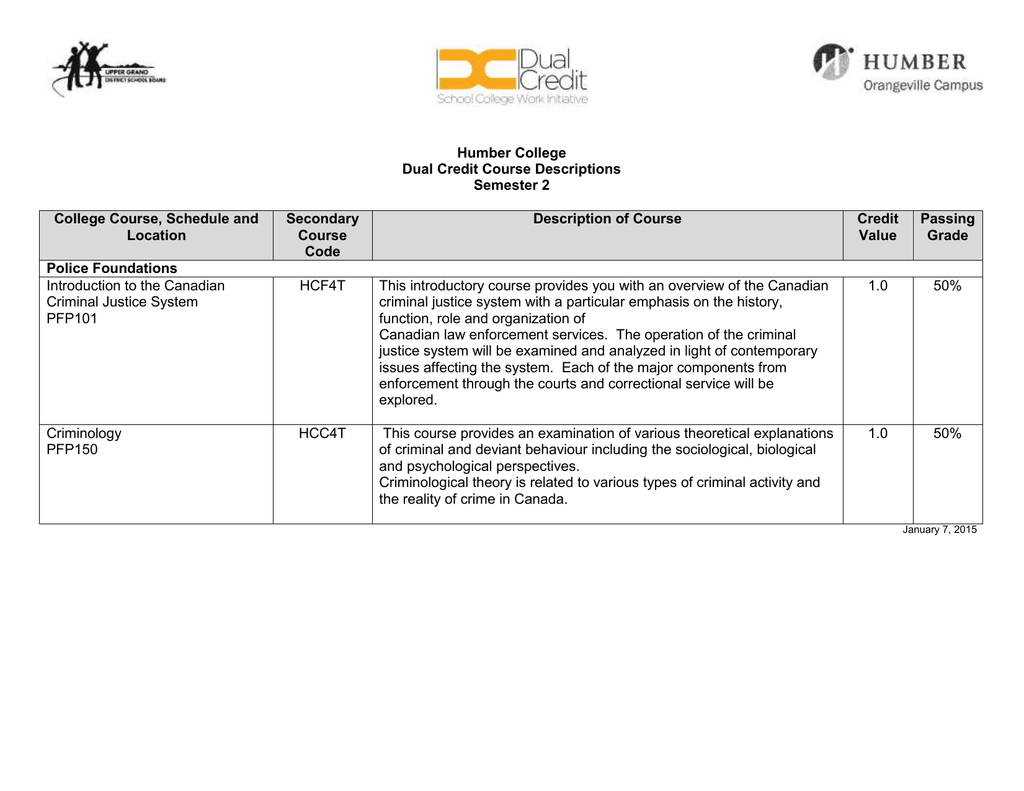 UPPER GRAND
DISTRICT SCHOOL BOARD
Dual
Credit
School College Work Initiative
HUMBER
Orangeville Campus
Humber College
Dual Credit Course Descriptions
Semester 2
College Course, Schedule and
Location
Secondary
Course
Code
Description of Course
Credit
Value
Passing
Grade
Police Foundations
Introduction to the Canadian
Criminal Justice System
PFP101
HCF4T
This introductory course provides you with an overview of the Canadian
criminal justice system with a particular emphasis on the history,
function, role and organization of
Canadian law enforcement services.  The operation of the criminal
justice system will be examined and analyzed in light of contemporary
issues affecting the system.  Each of the major components from
enforcement through the courts and correctional service will be
explored.
1.0
50%
Criminology
PFP150
HCC4T
This course provides an examination of various theoretical explanations
of criminal and deviant behaviour including the sociological, biological
and psychological perspectives.
Criminological theory is related to various types of criminal activity and
the reality of crime in Canada.
1.0
50%
January 7, 2015